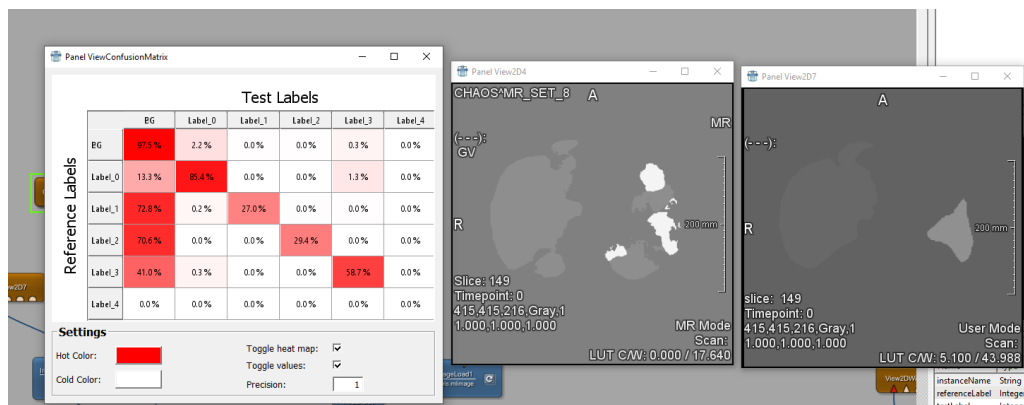 Panel ViewConfusionMatrix
Test Labels
Reference Labels
BG Label_0 Label_1 Label_2 Label_3 Label_4
BG 97.5 % 2.2 % 0.0 % 0.0 % 0.3 % 0.0 %
Label_0 13.3 % 85.4 % 0.0 % 0.0 % 1.3 % 0.0 %
Label_1 72.8 % 0.2 % 27.0 % 0.0 % 0.0 % 0.0 %
Label_2 70.6 % 0.0 % 0.0 % 29.4 % 0.0 % 0.0 %
Label_3 41.0 % 0.3 % 0.0 % 0.0 % 58.7 % 0.0 %
Label_4 0.0 % 0.0 % 0.0 % 0.0 % 0.0 % 0.0 %
Settings
Hot Color:
Cold Color:
Toggle heat map:
Toggle values:
Precision: 1
Panel View2D4
CHAOS^MR_SET_8
A
MR
(---):
GV
R
200 mm
Slice: 149
Timepoint: 0
415,415,216,Gray,1
1.000,1.000,1.000
MR Mode
Scan:
LUT C/W: 0.000 / 17.640
Panel View2D7
A
(---):
R
200 mm
slice: 149
Timepoint: 0
415,415,216,Gray,1
1.000,1.000,1.000
User Mode
Scan:
LUT C/W: 5.100 / 43.988
iew2D7
ageLoad1
is.mlimage
View2DW
instanceName String
referenceLabel Integer